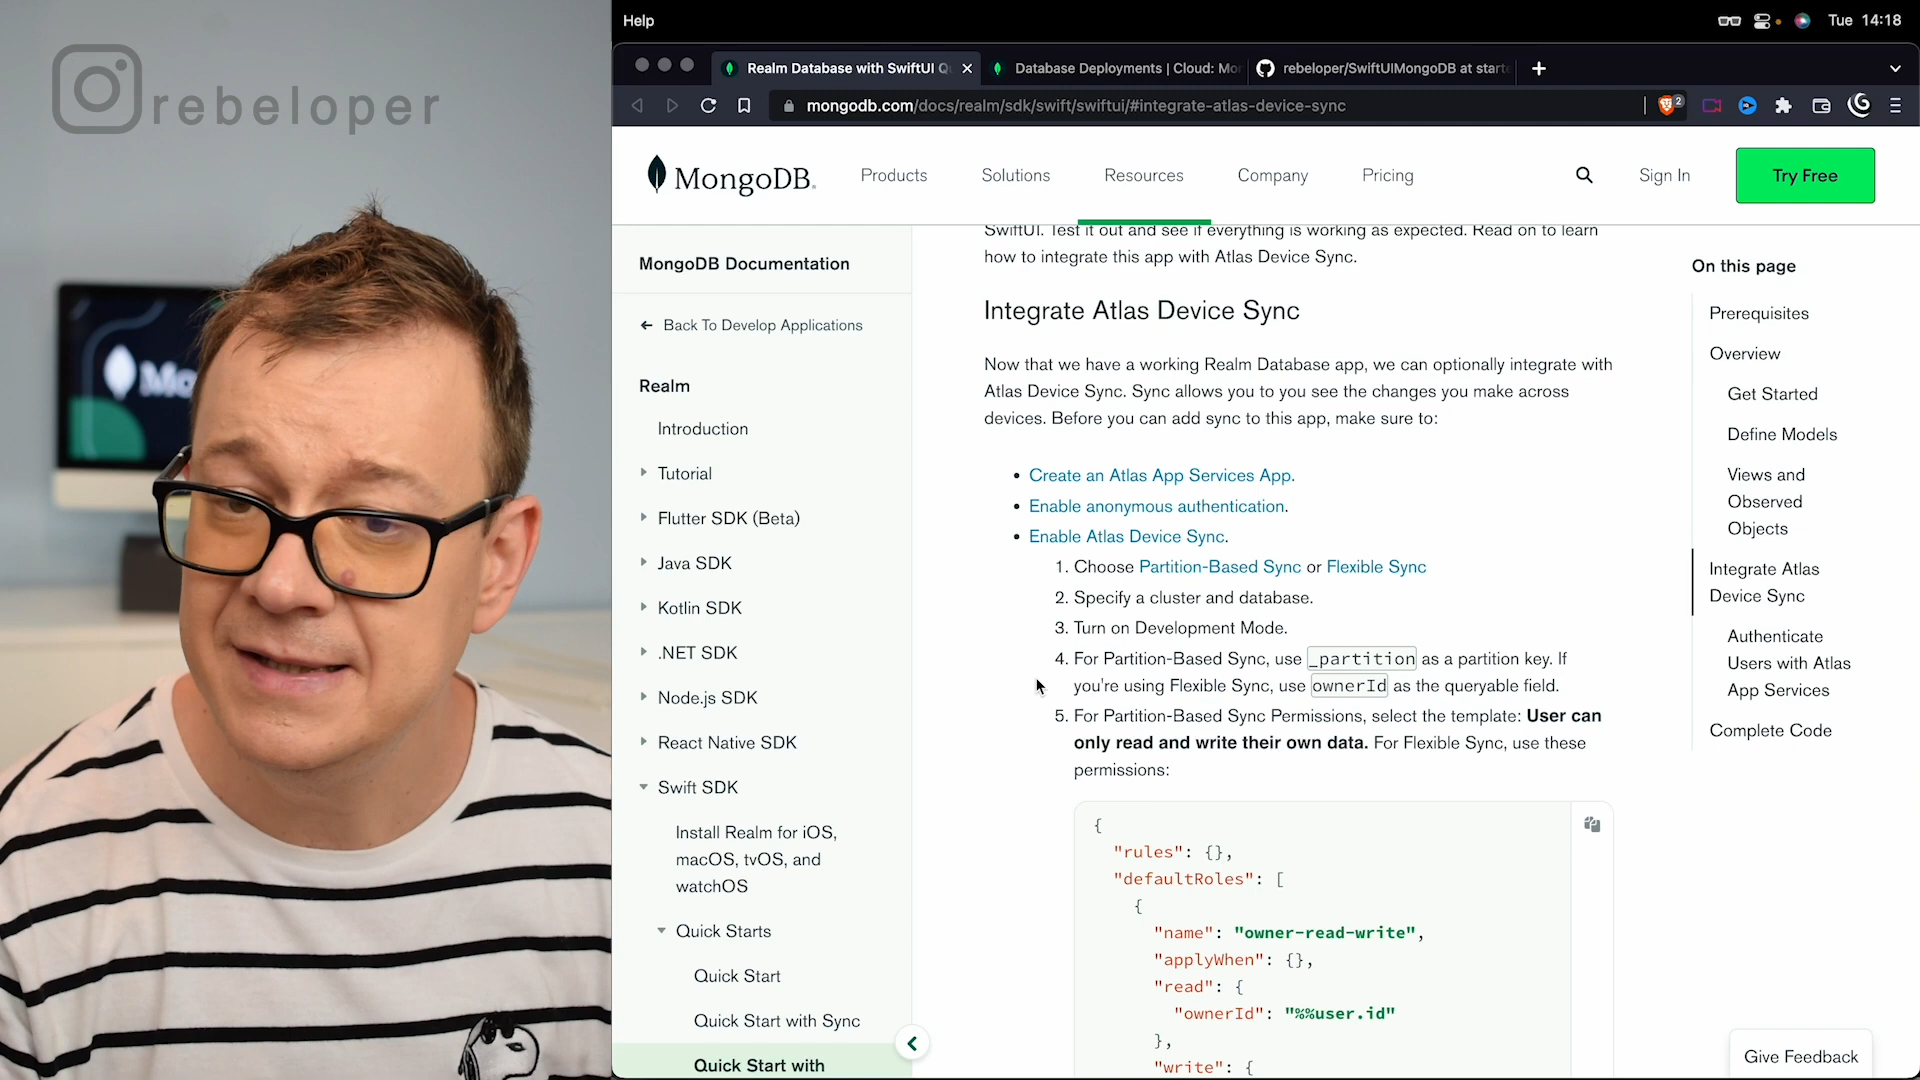 rebeloper
Help
Tue 14:18
Realm Database with SwiftUI Q
Database Deployments | Cloud: Mo
rebeloper/SwiftUIMongoDB at start
mongodb.com/docs/realm/sdk/swift/swiftui/#integrate-atlas-device-sync
2
MongoDB.
Products
Solutions
Resources
Company
Pricing
Sign In
Try Free
MongoDB Documentation
Back To Develop Applications
Realm
Introduction
Tutorial
Flutter SDK (Beta)
Java SDK
Kotlin SDK
.NET SDK
Node.js SDK
React Native SDK
Swift SDK
Install Realm for iOS,
macOS, tvOS, and
watchOS
Quick Starts
Quick Start
Quick Start with Sync
Quick Start with
SwiftUI. Test it out and see if everything is working as expected. Read on to learn
how to integrate this app with Atlas Device Sync.
Integrate Atlas Device Sync
Now that we have a working Realm Database app, we can optionally integrate with
Atlas Device Sync. Sync allows you to you see the changes you make across
devices. Before you can add sync to this app, make sure to:
• Create an Atlas App Services App.
• Enable anonymous authentication.
• Enable Atlas Device Sync.
1. Choose Partition-Based Sync or Flexible Sync
2. Specify a cluster and database.
3. Turn on Development Mode.
4. For Partition-Based Sync, use _partition as a partition key. If
you're using Flexible Sync, use ownerId as the queryable field.
5. For Partition-Based Sync Permissions, select the template: User can
only read and write their own data. For Flexible Sync, use these
permissions:
{
"rules": {},
"defaultRoles": [
{
"name": "owner-read-write",
"applyWhen": {},
"read": {
"ownerId": "%%user.id"
},
"write": {
On this page
Prerequisites
Overview
Get Started
Define Models
Views and
Observed
Objects
Integrate Atlas
Device Sync
Authenticate
Users with Atlas
App Services
Complete Code
Give Feedback
Mo